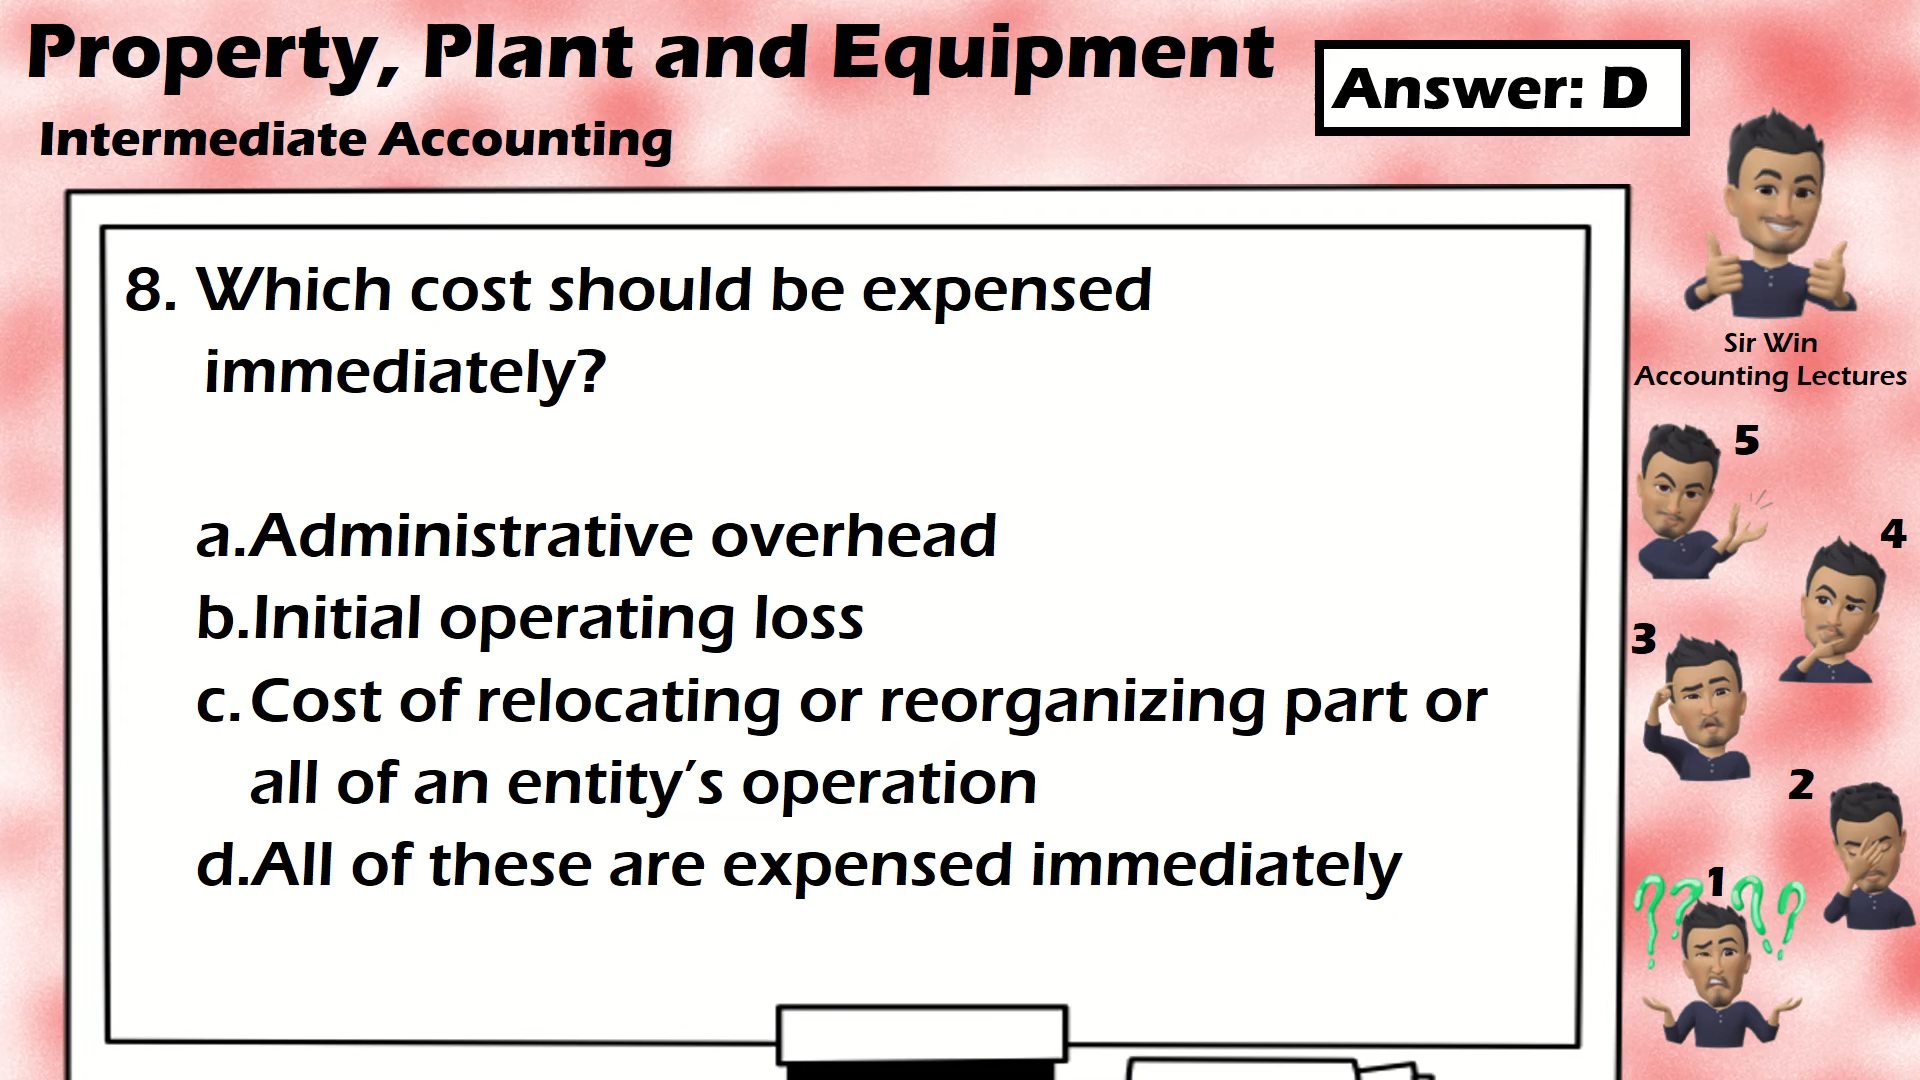 Property, Plant and Equipment
Answer: D
Intermediate Accounting
8. Which cost should be expensed
immediately?
a.Administrative overhead
b.Initial operating loss
c.Cost of relocating or reorganizing part or
all of an entity's operation
d.All of these are expensed immediately
Sir Win
Accounting Lectures
5
4
3
2
1
????